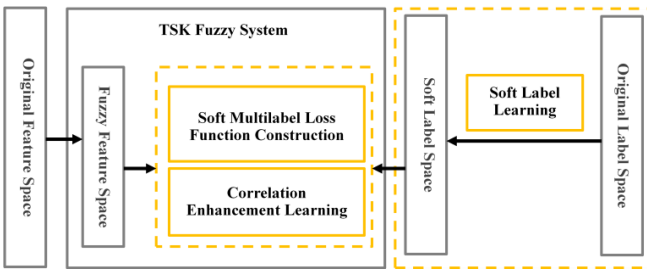 Original Feature Space
TSK Fuzzy System
Fuzzy Feature Space
Soft Multilabel Loss
Function Construction
Correlation
Enhancement Learning
Soft Label Space
Soft Label
Learning
Original Label Space